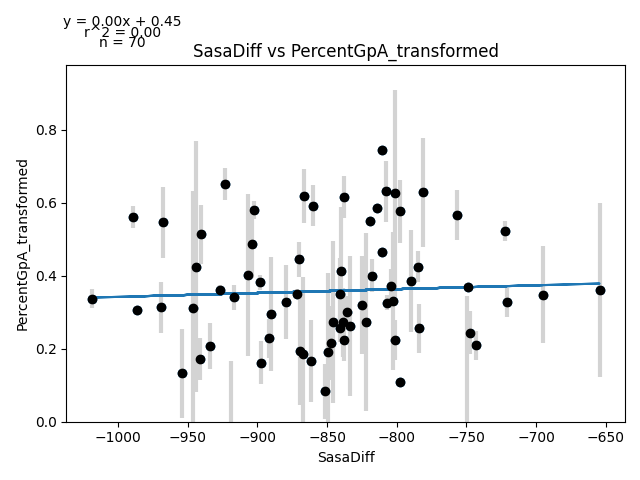 y = 0.00x + 0.45
r^2 = 0.00
n = 70
SasaDiff vs PercentGpA_transformed
PercentGpA_transformed
0.8
0.6
0.4
0.2
0.0
−1000
−950
−900
−850
−800
−750
−700
−650
SasaDiff